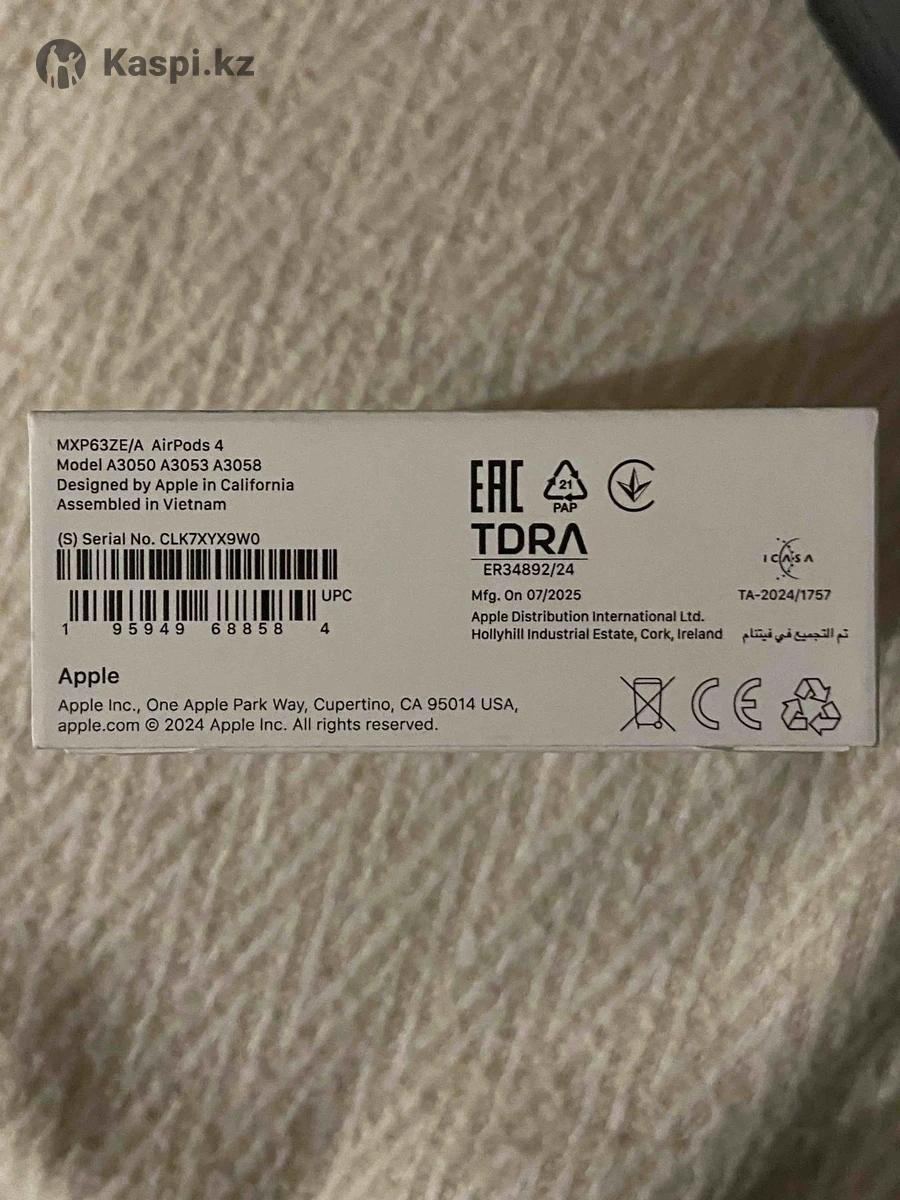 Kaspi.kz
MXP63ZE/A AirPods 4
Model A3050 A3053 A3058
Designed by Apple in California
Assembled in Vietnam
(S) Serial No. CLK7XYX9W0
UPC
1 95949 68858 4
Apple
Apple Inc., One Apple Park Way, Cupertino, CA 95014 USA,
apple.com © 2024 Apple Inc. All rights reserved.
EAC
21
PAP
TDRA
ER34892/24
Mfg. On 07/2025
Apple Distribution International Ltd.
Hollyhill Industrial Estate, Cork, Ireland
ICASA
TA-2024/1757
تم التجميع في فيتنام
CE